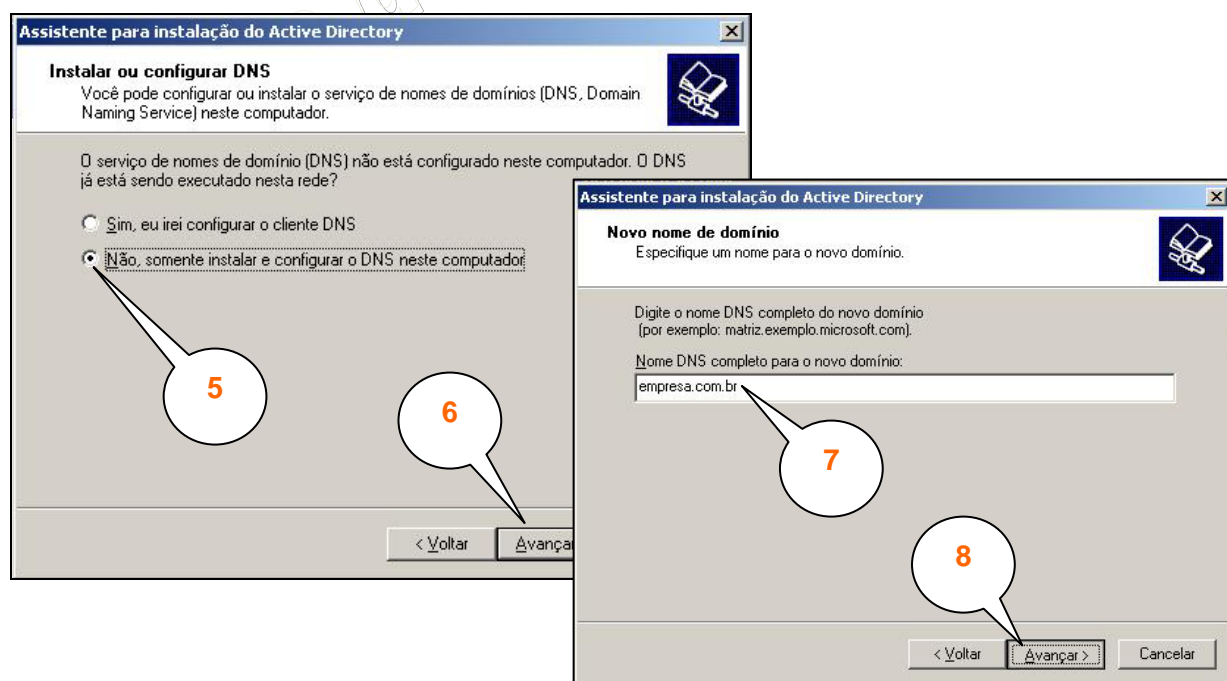 Assistente para instalação do Active Directory
Instalar ou configurar DNS
Você pode configurar ou instalar o serviço de nomes de domínios (DNS, Domain
Naming Service) neste computador.
O serviço de nomes de domínio (DNS) não está configurado neste computador. O DNS
já está sendo executado nesta rede?
Sim, eu irei configurar o cliente DNS
Não, somente instalar e configurar o DNS neste computador
5
6
< Voltar
Avançar
Assistente para instalação do Active Directory
Novo nome de domínio
Especifique um nome para o novo domínio.
Digite o nome DNS completo do novo domínio
(por exemplo: matriz.exemplo.microsoft.com).
Nome DNS completo para o novo domínio:
empresa.com.br
7
8
< Voltar
Avançar >
Cancelar